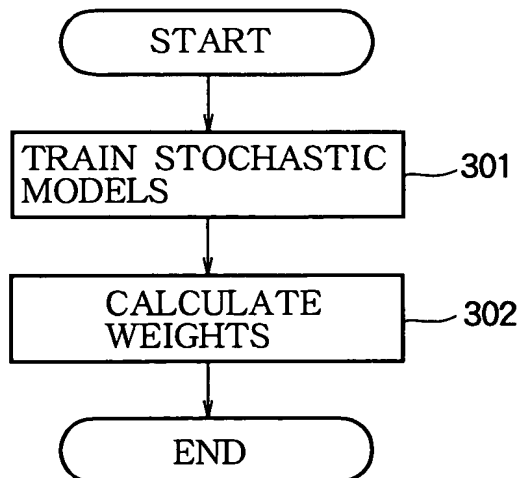 START
TRAIN STOCHASTIC
MODELS
301
CALCULATE
WEIGHTS
302
END